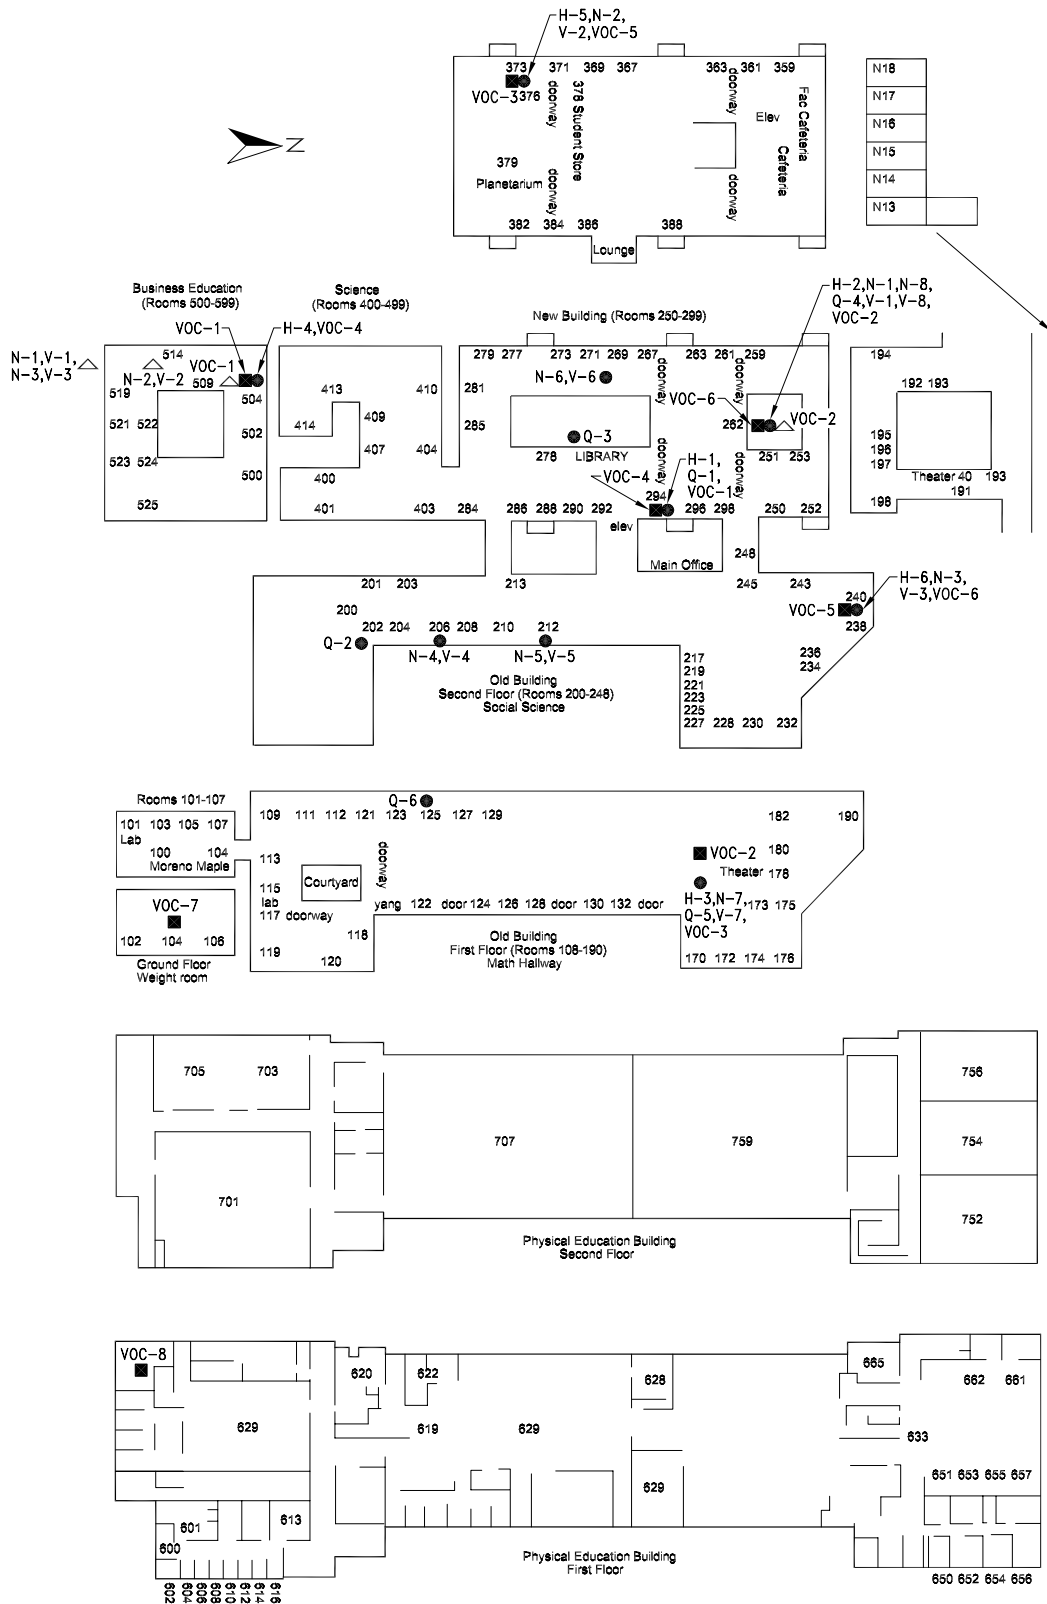 H-5,N-2,
V-2,VOC-5
373 371 369 367 363 361 359
VOC-3 376
doorway
378 Student Store
doorway
Elev
Fac Cafeteria
Cafeteria
379
Planetarium
doorway
doorway
382 384 386 388
Lounge
N
N18
N17
N16
N15
N14
N13
Business Education
(Rooms 500-599)
Science
(Rooms 400-499)
New Building (Rooms 250-299)
H-2,N-1,N-8,
Q-4,V-1,V-8,
VOC-2
VOC-1
H-4,VOC-4
N-1,V-1,
N-3,V-3
514
N-2,V-2
VOC-1
509
519
504
521 522
502
523 524
500
525
413
410
414
409
407
404
400
401
403
279 277 273 271 269 267 263 261 259
281
N-6,V-6
doorway
doorway
285
VOC-6
262
VOC-2
Q-3
278
LIBRARY
doorway
doorway
251 253
VOC-4
H-1,
Q-1,
VOC-1
294
284 286 288 290 292
elev
296 298 250 252
Main Office
248
194
192 193
195
196
197
Theater 40 193
191
198
201 203
213
245 243
200
202 204 206 208 210 212
Q-2
N-4,V-4
N-5,V-5
VOC-5
240
238
H-6,N-3,
V-3,VOC-6
236
234
217
219
221
223
225
227 228 230 232
Old Building
Second Floor (Rooms 200-248)
Social Science
Rooms 101-107
101 103 105 107
Lab
100 104
Moreno Maple
VOC-7
102 104 106
Ground Floor
Weight room
109 111 112 121 123 125 127 129
Q-6
182 190
113
doorway
VOC-2
180
Theater 178
115
lab
Courtyard
117 doorway
yang 122 door 124 126 128 door 130 132 door
H-3,N-7,
Q-5,V-7,
VOC-3
173 175
118
119
120
Old Building
First Floor (Rooms 108-190)
Math Hallway
170 172 174 176
705 703
756
707 759
754
701
752
Physical Education Building
Second Floor
VOC-8
620 622
628
665
662 661
629
619
629
633
651 653 655 657
629
613
601
600
602 604 606 608 610 612 614 616
Physical Education Building
First Floor
650 652 654 656